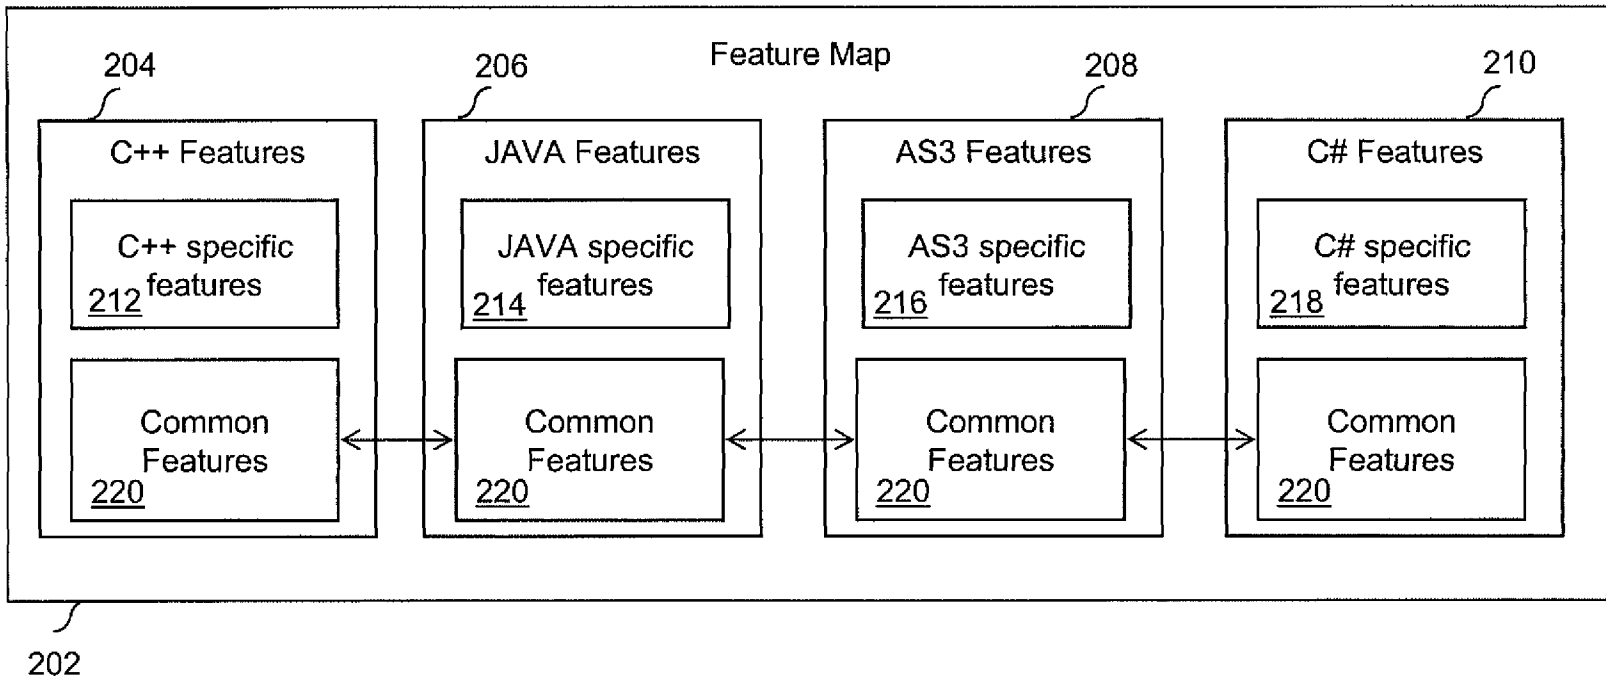 Feature Map
204
206
208
210
C++ Features
JAVA Features
AS3 Features
C# Features
C++ specific
features
212
JAVA specific
features
214
AS3 specific
features
216
C# specific
features
218
Common
Features
220
Common
Features
220
Common
Features
220
Common
Features
220
202